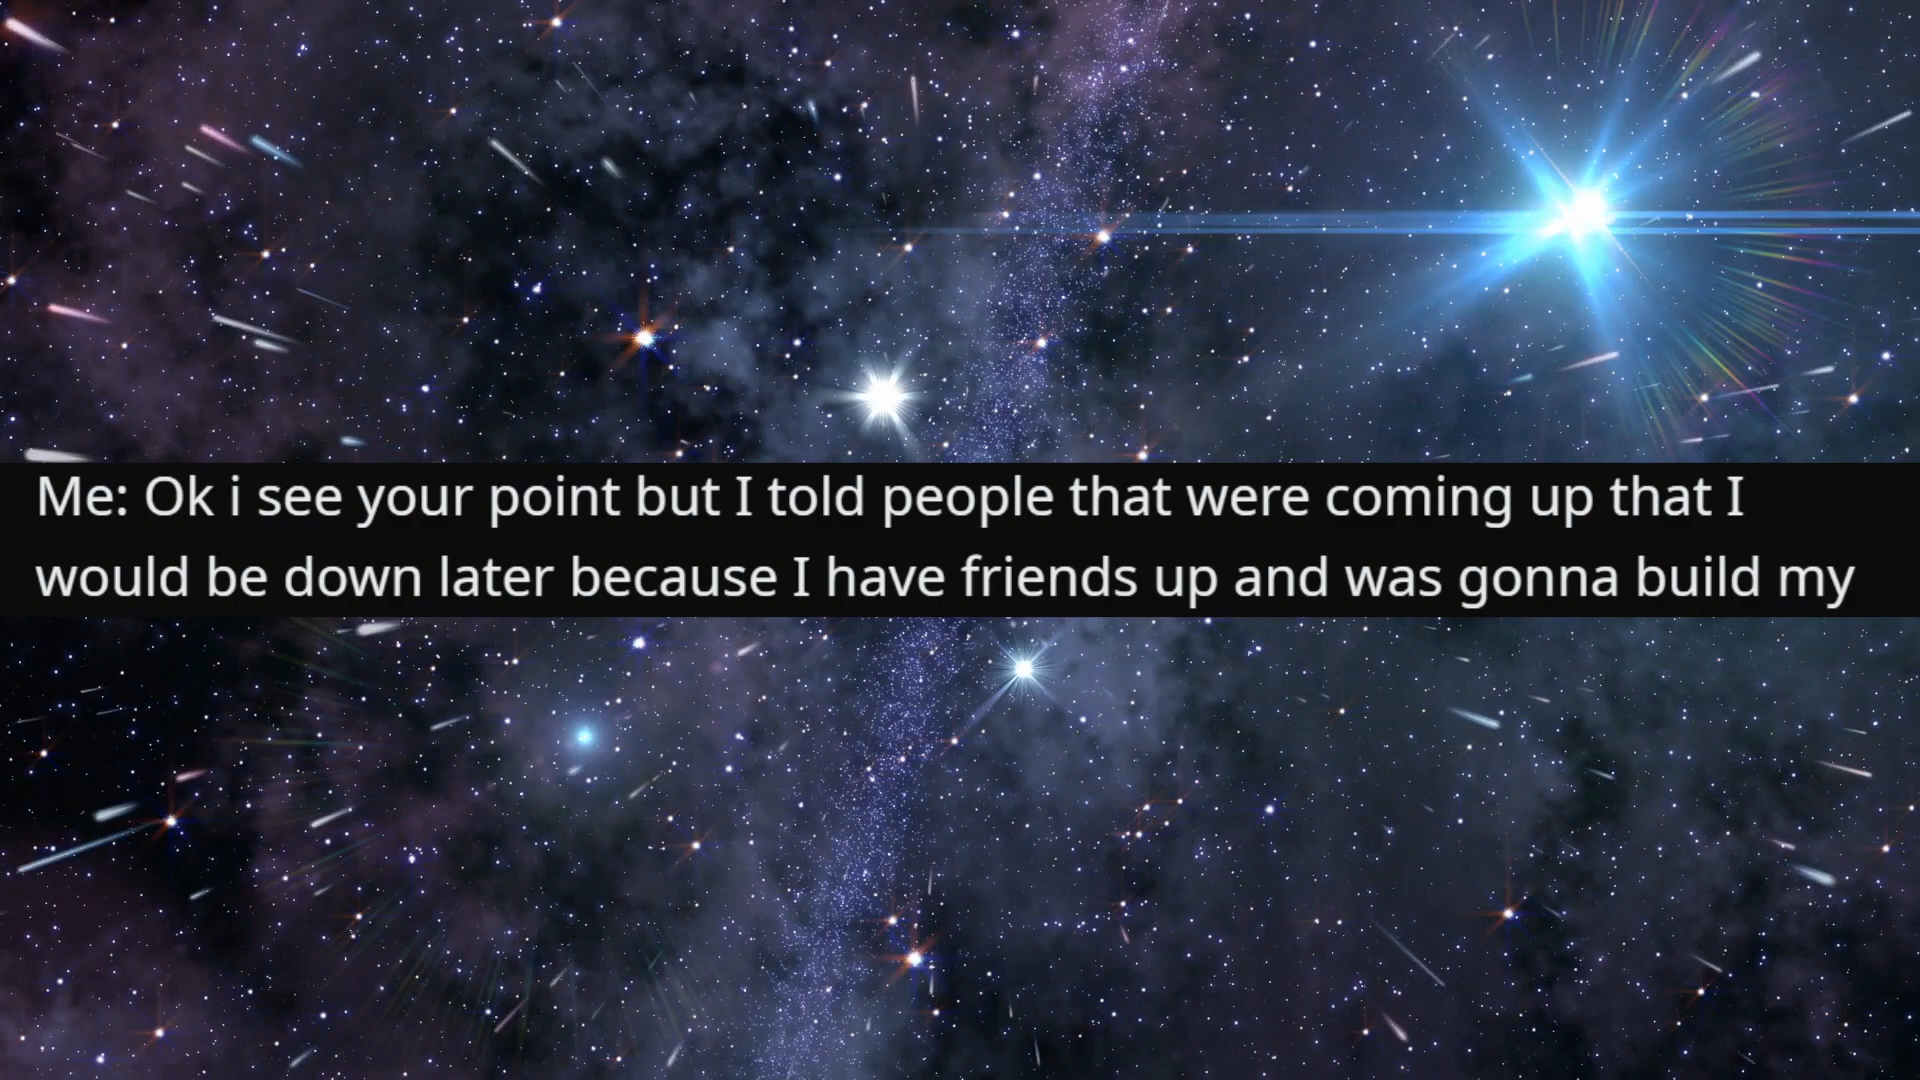 Me: Ok i see your point but I told people that were coming up that I
would be down later because I have friends up and was gonna build my